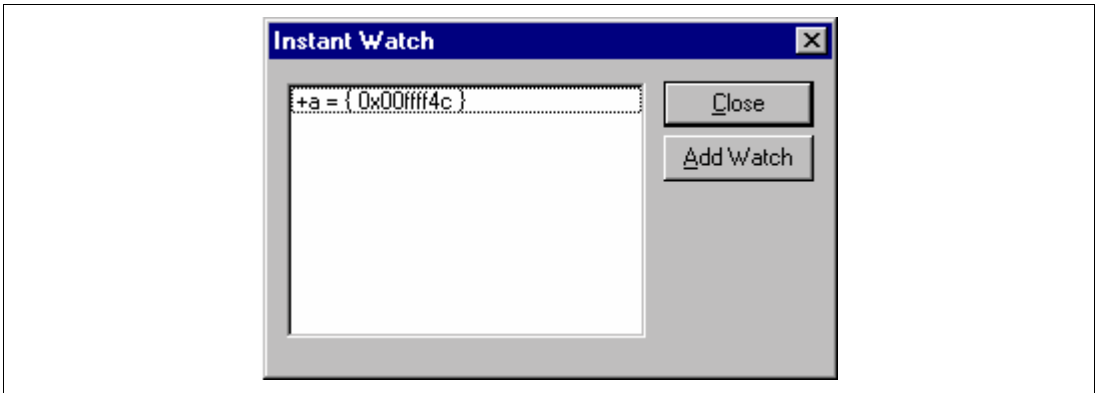 Instant Watch
+a = { 0x00ffff4c }
Close
Add Watch